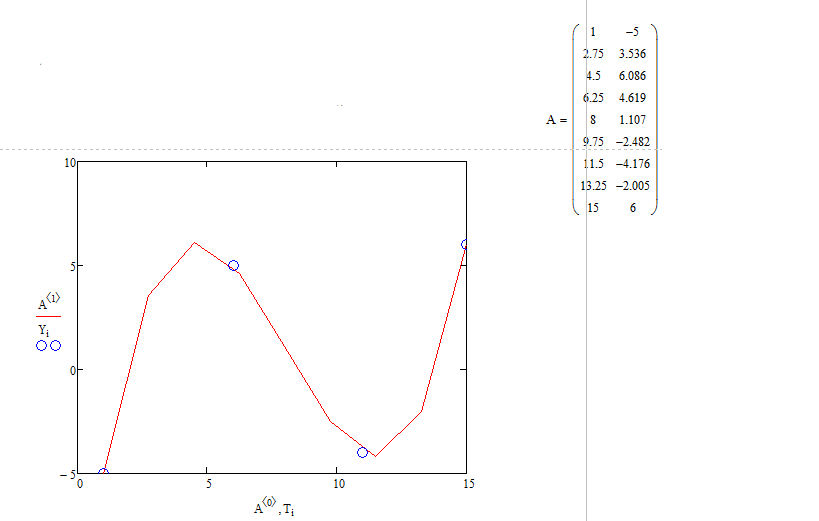 A =
1 −5
2.75 3.536
4.5 6.086
6.25 4.619
8 1.107
9.75 −2.482
11.5 −4.176
13.25 −2.005
15 6
10
5
0
−5
A⟨1⟩
Yi
0 5 10 15
A⟨0⟩, Ti